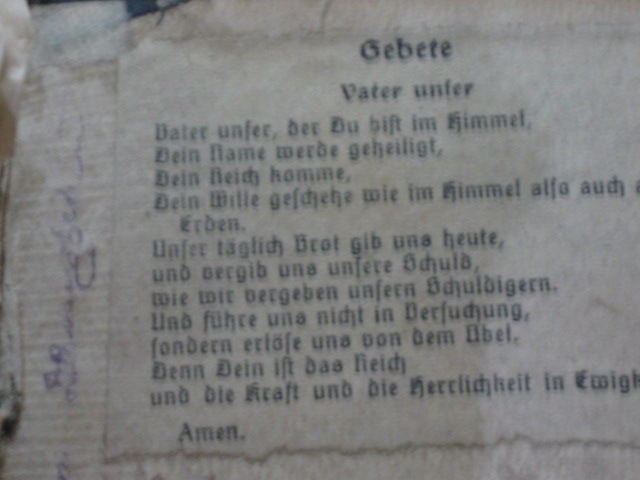 Gebete
Vater unser
Vater unser, der Du bist im Himmel,
Dein Name werde geheiligt,
Dein Reich komme,
Dein Wille geschehe wie im Himmel also auch a
Erden.
Unser täglich Brot gib uns heute,
und vergib uns unsere Schuld,
wie wir vergeben unsern Schuldigern.
Und führe uns nicht in Versuchung,
sondern erlöse uns von dem Übel.
Denn Dein ist das Reich
und die Kraft und die Herrlichkeit in Ewigk
Amen.